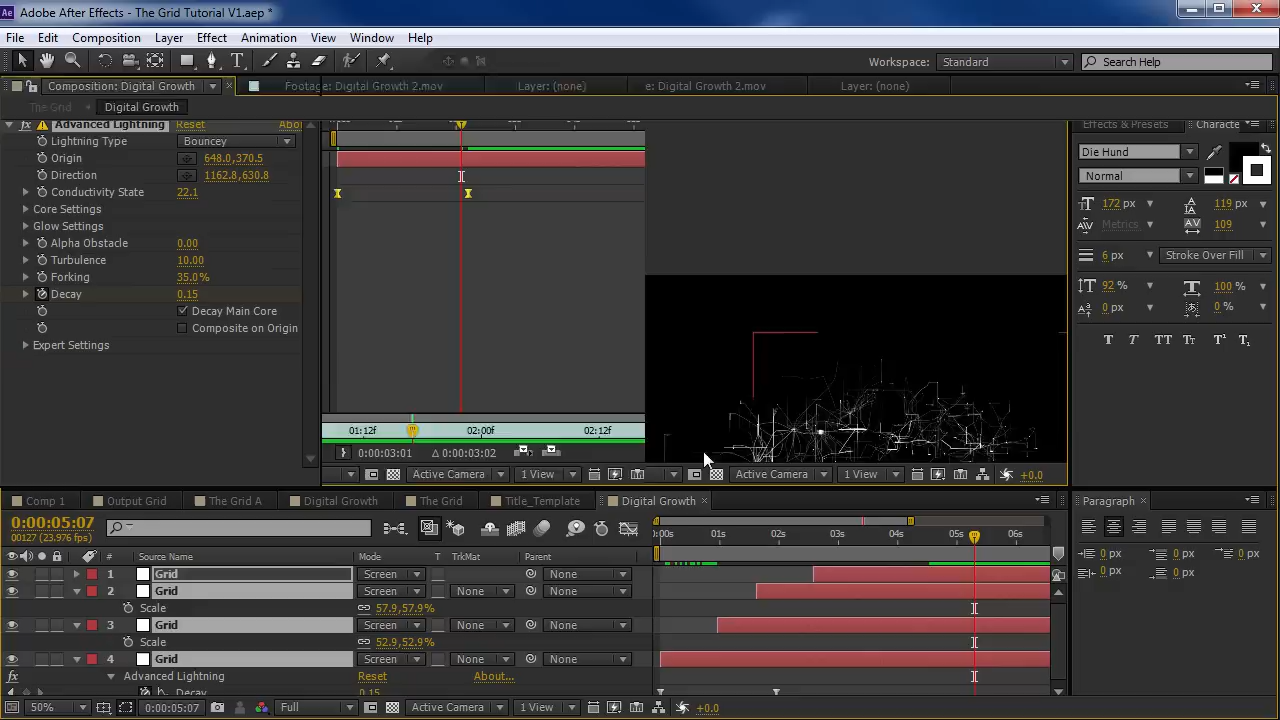 Ae Adobe After Effects - The Grid Tutorial V1.aep *
File Edit Composition Layer Effect Animation View Window Help
Workspace: Standard Search Help
Composition: Digital Growth Footage: Digital Growth 2.mov Layer: (none) e: Digital Growth 2.mov Layer: (none)
The Grid Digital Growth
Effects & Presets Characte
fx Advanced Lightning Reset Abo
Lightning Type Bouncey
Origin 648.0,370.5
Direction 1162.8,630.8
Conductivity State 22.1
Core Settings
Glow Settings
Alpha Obstacle 0.00
Turbulence 10.00
Forking 35.0%
Decay 0.15
Decay Main Core
Composite on Origin
Expert Settings
01:12f 02:00f 02:12f
0:00:03:01 Δ 0:00:03:02
Active Camera 1 View Active Camera 1 View +0.0
Die Hund
Normal
172 px 119 px
Metrics 109
6 px Stroke Over Fill
92 % 100 %
0 px 0 %
T T TT Tr T¹ T₁
Comp 1 Output Grid The Grid A Digital Growth The Grid Title_Template Digital Growth
Paragraph
0:00:05:07
00127 (23.976 fps)
:00s 01s 02s 03s 04s 05s 06s
# Source Name Mode T TrkMat Parent
1 Grid Screen None
2 Grid Screen None None
Scale 57.9,57.9%
3 Grid Screen None None
Scale 52.9,52.9%
4 Grid Screen None None
fx Advanced Lightning Reset About...
Decay 0.15
50% 0:00:05:07 Full Active Camera 1 View +0.0
0 px 0 px 0 px
0 px 0 px